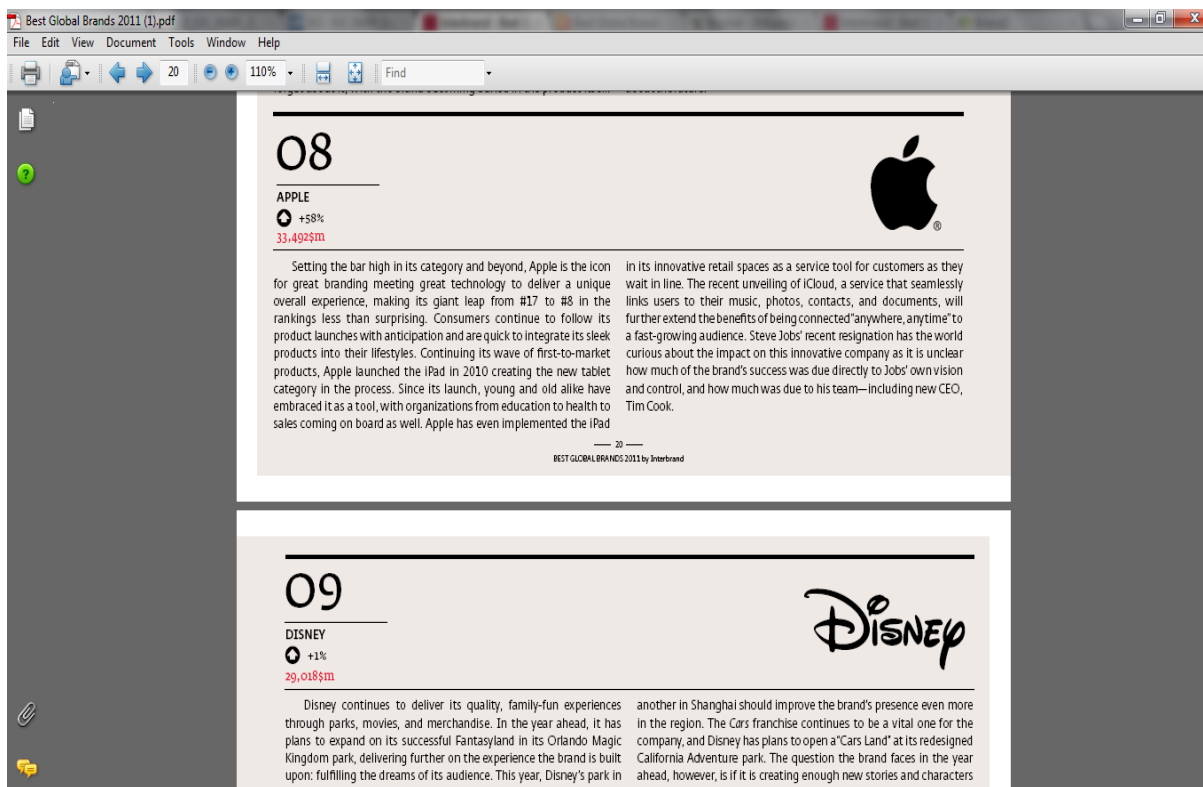 Best Global Brands 2011 (1).pdf
File Edit View Document Tools Window Help
20 110% Find
08
APPLE
+58%
33,492$m
®
Setting the bar high in its category and beyond, Apple is the icon
for great branding meeting great technology to deliver a unique
overall experience, making its giant leap from #17 to #8 in the
rankings less than surprising. Consumers continue to follow its
product launches with anticipation and are quick to integrate its sleek
products into their lifestyles. Continuing its wave of first-to-market
products, Apple launched the iPad in 2010 creating the new tablet
category in the process. Since its launch, young and old alike have
embraced it as a tool, with organizations from education to health to
sales coming on board as well. Apple has even implemented the iPad
in its innovative retail spaces as a service tool for customers as they
wait in line. The recent unveiling of iCloud, a service that seamlessly
links users to their music, photos, contacts, and documents, will
further extend the benefits of being connected "anywhere, anytime" to
a fast-growing audience. Steve Jobs' recent resignation has the world
curious about the impact on this innovative company as it is unclear
how much of the brand's success was due directly to Jobs' own vision
and control, and how much was due to his team—including new CEO,
Tim Cook.
20
BEST GLOBAL BRANDS 2011 by Interbrand
09
DISNEY
+1%
29,018$m
Disney
Disney continues to deliver its quality, family-fun experiences
through parks, movies, and merchandise. In the year ahead, it has
plans to expand on its successful Fantasyland in its Orlando Magic
Kingdom park, delivering further on the experience the brand is built
upon: fulfilling the dreams of its audience. This year, Disney's park in
another in Shanghai should improve the brand's presence even more
in the region. The Cars franchise continues to be a vital one for the
company, and Disney has plans to open a "Cars Land" at its redesigned
California Adventure park. The question the brand faces in the year
ahead, however, is if it is creating enough new stories and characters